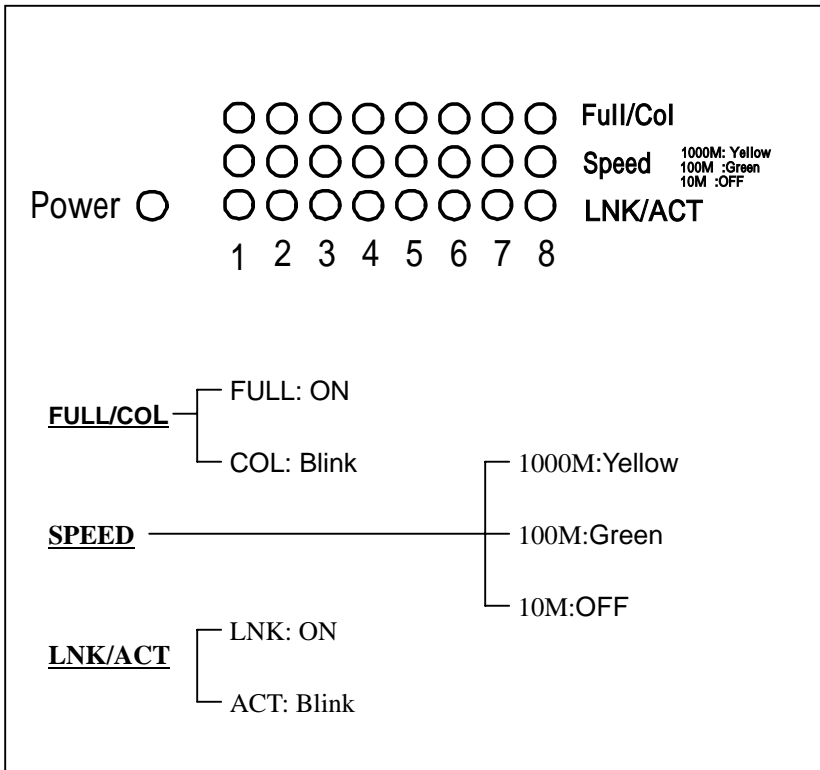 Full/Col
Speed 1000M: Yellow
100M :Green
10M :OFF
Power LNK/ACT
1 2 3 4 5 6 7 8
FULL: ON
FULL/COL
COL: Blink
1000M:Yellow
SPEED
100M:Green
10M:OFF
LNK: ON
LNK/ACT
ACT: Blink